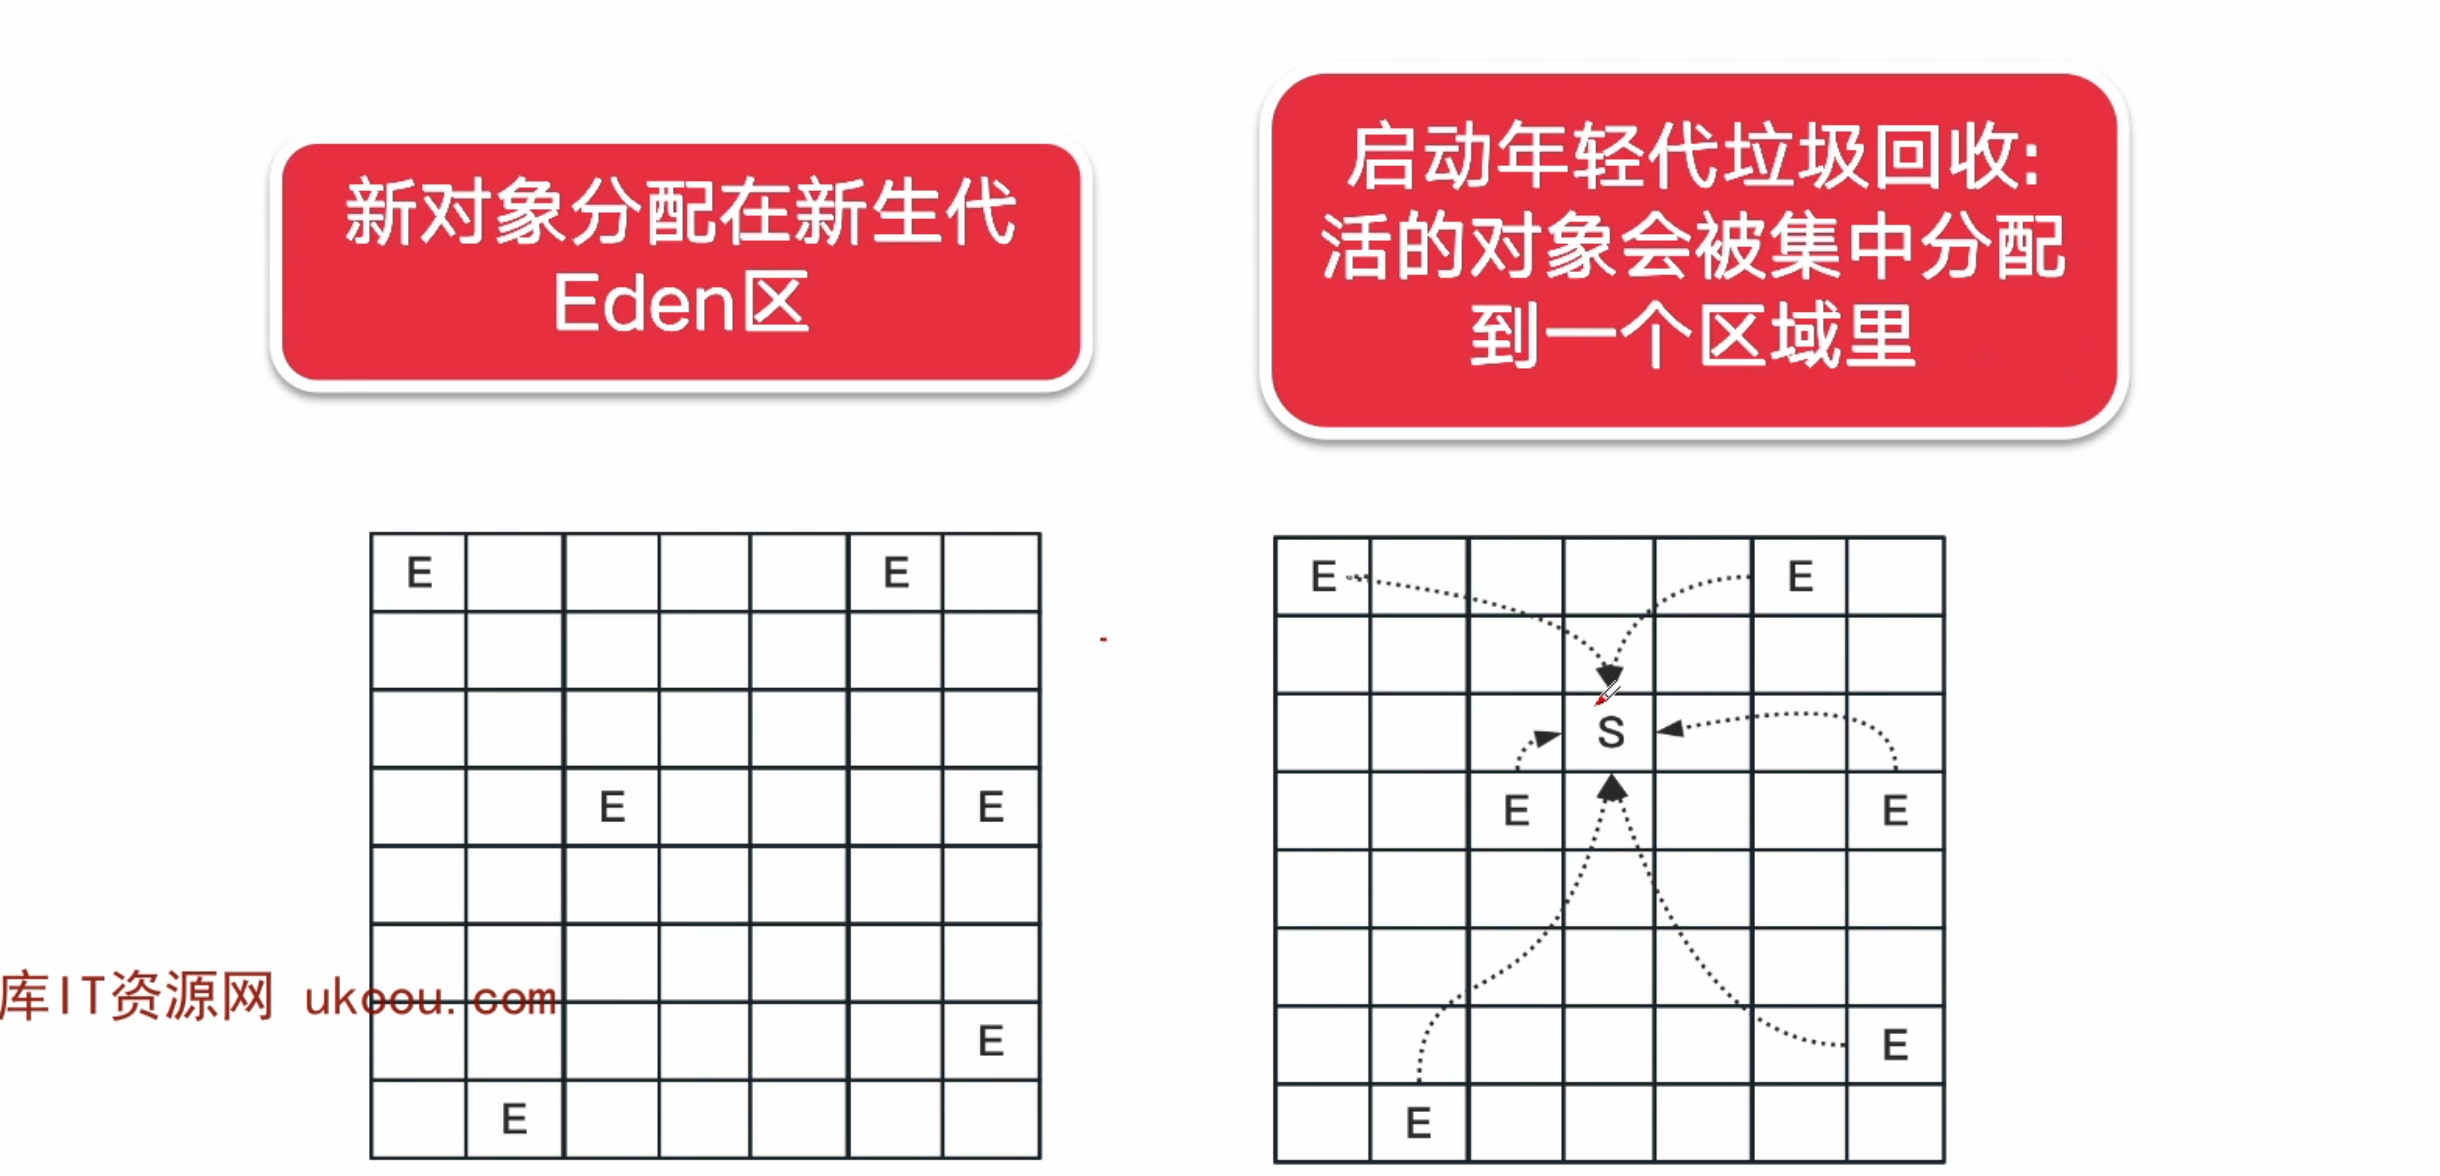 新对象分配在新生代
Eden区
启动年轻代垃圾回收:
活的对象会被集中分配
到一个区域里
E E
E E
E
E
E E
S
E E
E
E
库IT资源网 ukoou.com